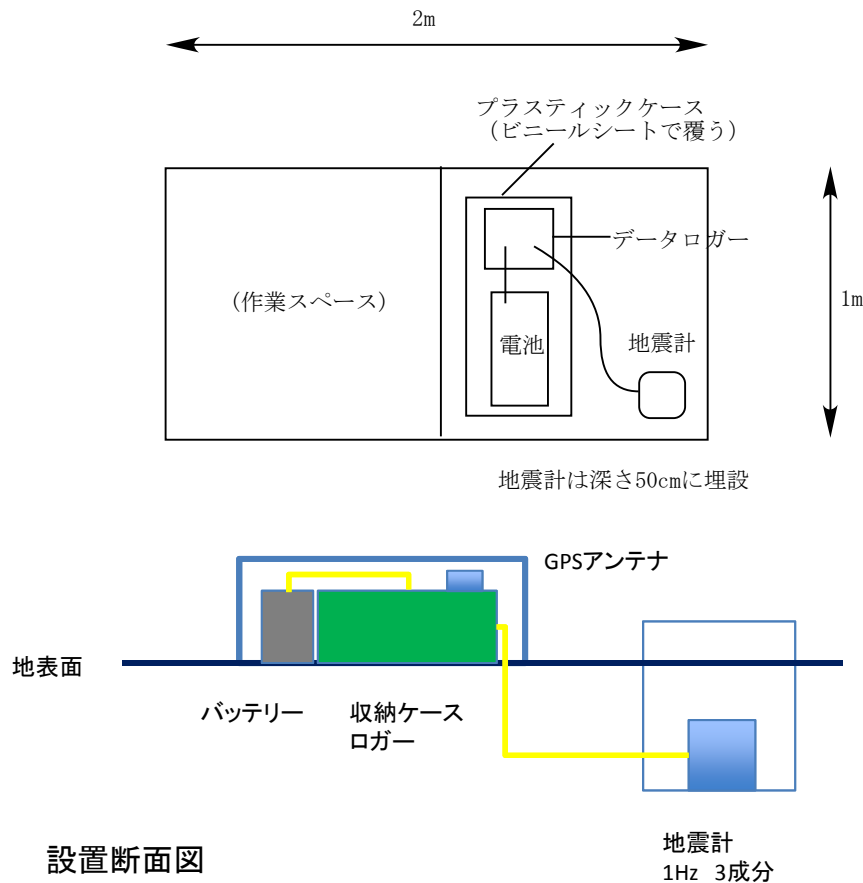 2m
プラスティックケース
（ビニールシートで覆う）
データロガー
(作業スペース)
1m
電池
地震計
地震計は深さ50cmに埋設
GPSアンテナ
地表面
バッテリー
収納ケース
ロガー
地震計
1Hz 3成分
設置断面図